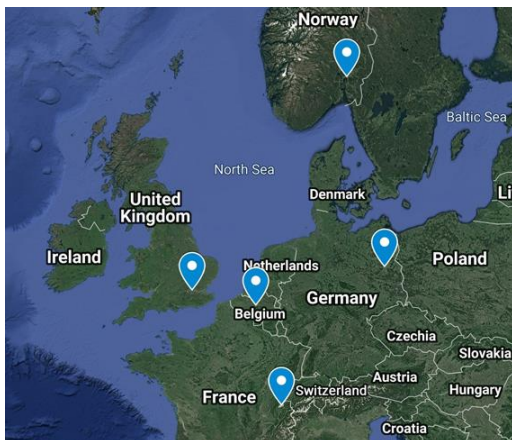 Norway
Baltic Sea
North Sea
Denmark
Li
United
Kingdom
Ireland
Netherlands
Poland
Germany
Belgium
Czechia
Slovakia
France
Switzerland
Austria
Hungary
Croatia